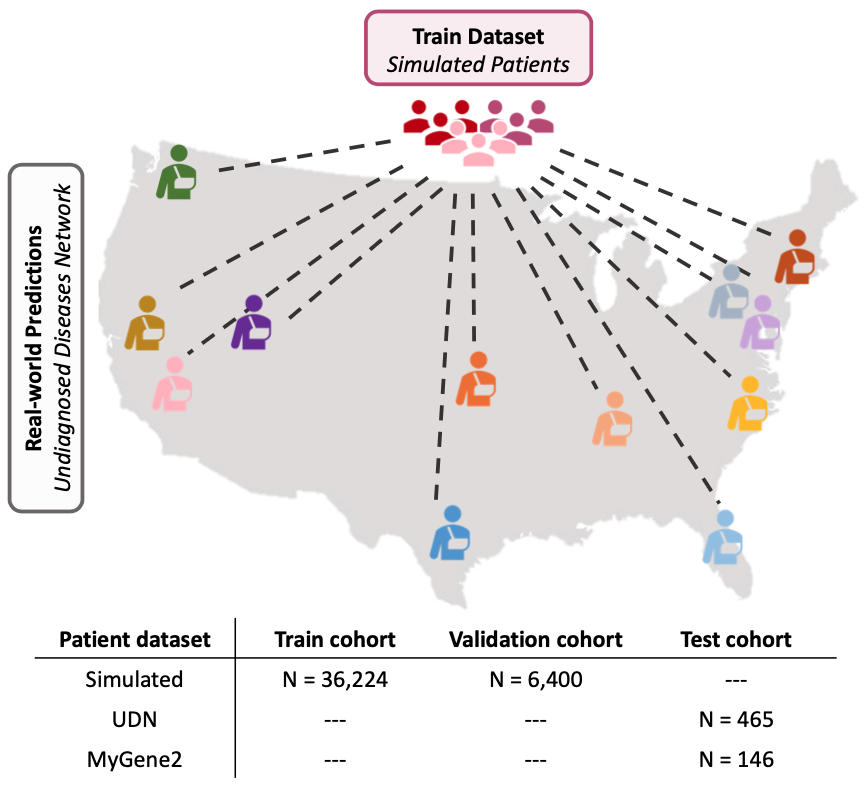 Train Dataset
Simulated Patients
Real-world Predictions
Undiagnosed Diseases Network
Patient dataset Train cohort Validation cohort Test cohort
Simulated N = 36,224 N = 6,400 ---
UDN --- --- N = 465
MyGene2 --- --- N = 146